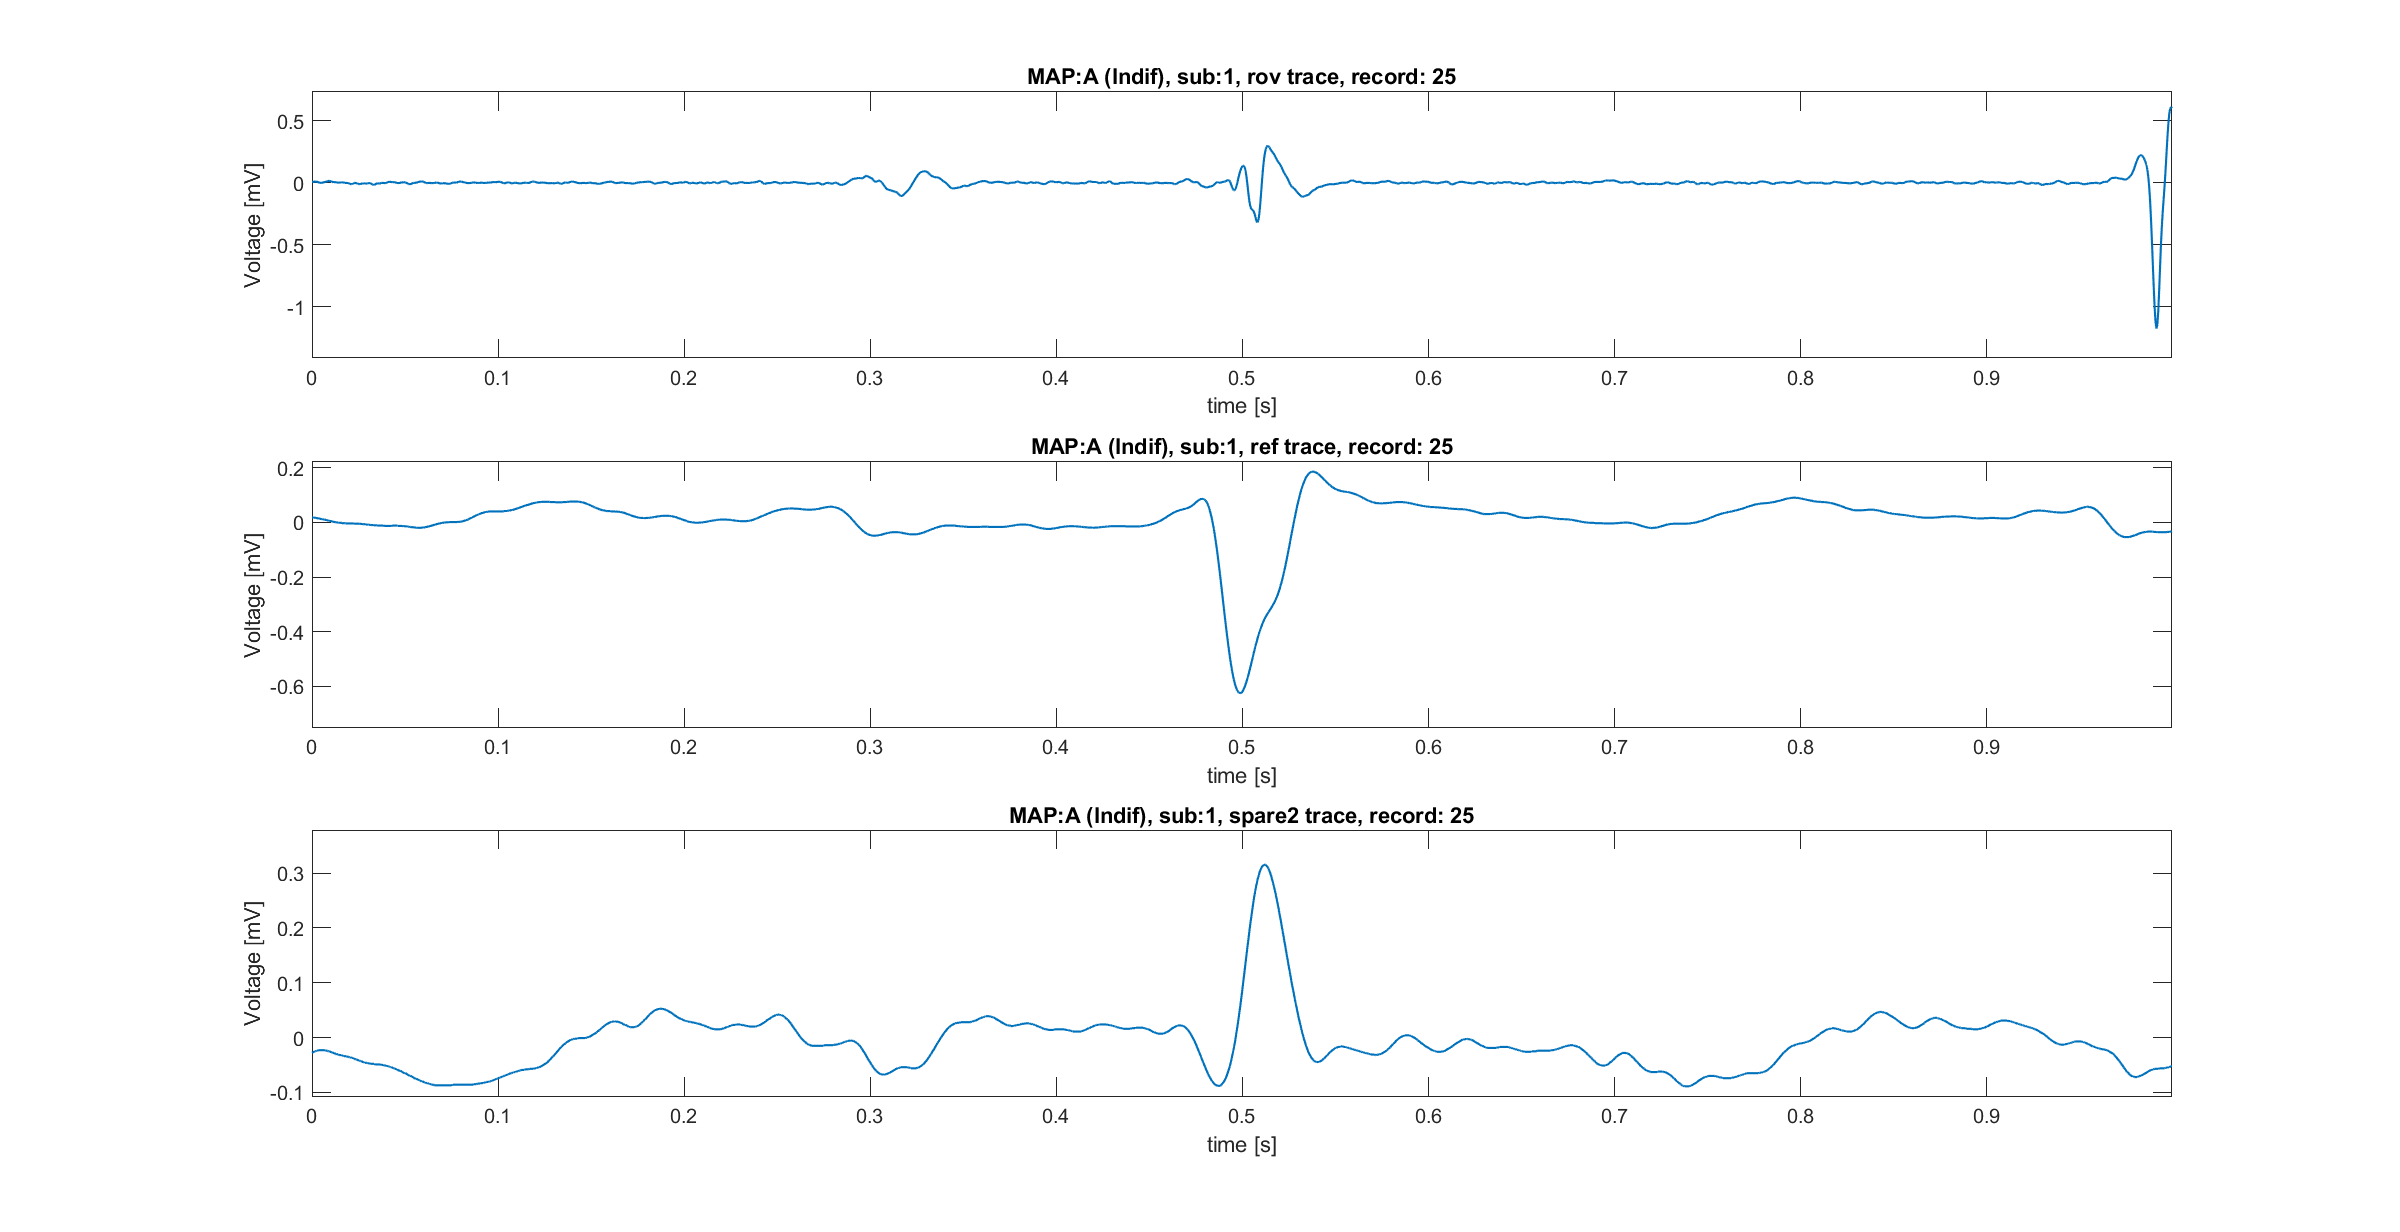 MAP:A (Indif), sub:1, rov trace, record: 25
0.5
0
-0.5
-1
Voltage [mV]
0 0.1 0.2 0.3 0.4 0.5 0.6 0.7 0.8 0.9
time [s]
MAP:A (Indif), sub:1, ref trace, record: 25
0.2
0
-0.2
-0.4
-0.6
Voltage [mV]
0 0.1 0.2 0.3 0.4 0.5 0.6 0.7 0.8 0.9
time [s]
MAP:A (Indif), sub:1, spare2 trace, record: 25
0.3
0.2
0.1
0
-0.1
Voltage [mV]
0 0.1 0.2 0.3 0.4 0.5 0.6 0.7 0.8 0.9
time [s]